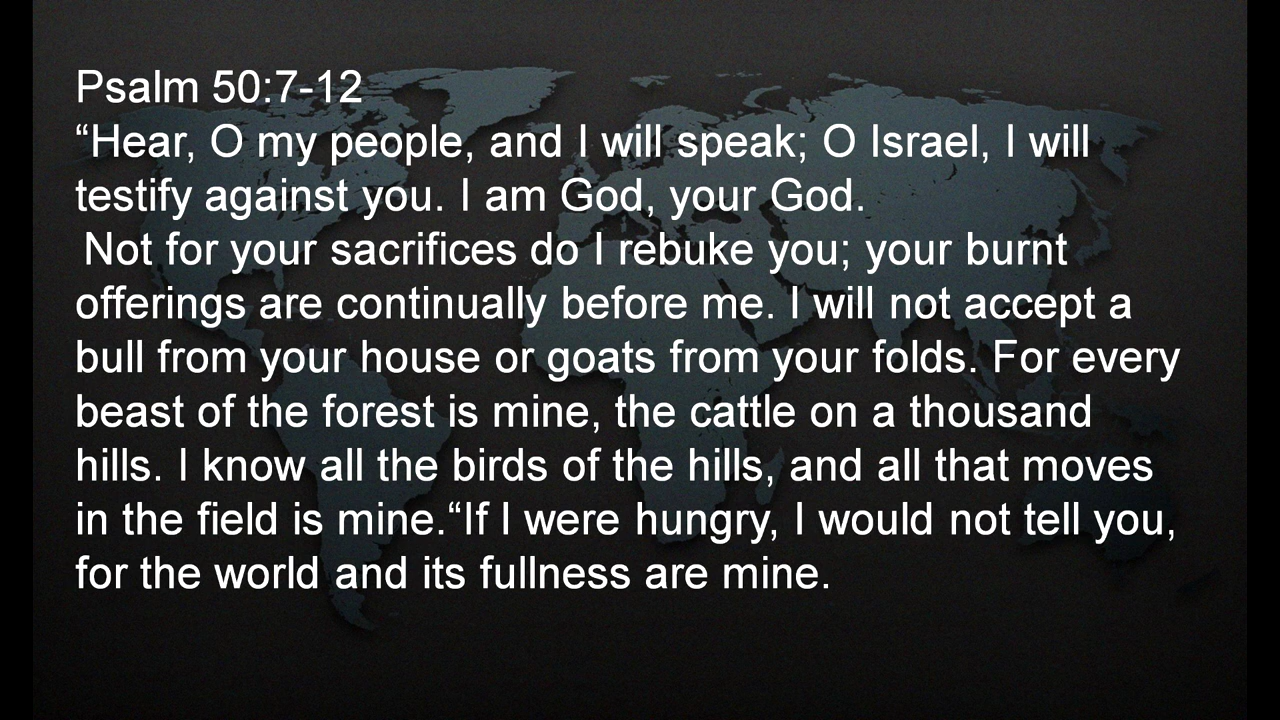 Psalm 50:7-12
“Hear, O my people, and I will speak; O Israel, I will
testify against you. I am God, your God.
Not for your sacrifices do I rebuke you; your burnt
offerings are continually before me. I will not accept a
bull from your house or goats from your folds. For every
beast of the forest is mine, the cattle on a thousand
hills. I know all the birds of the hills, and all that moves
in the field is mine.“If I were hungry, I would not tell you,
for the world and its fullness are mine.